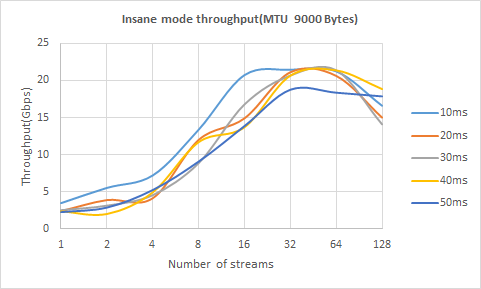 Insane mode throughput(MTU 9000 Bytes)
25
20
15
10
5
0
Throughput(Gbps)
1 2 4 8 16 32 64 128
Number of streams
10ms
20ms
30ms
40ms
50ms